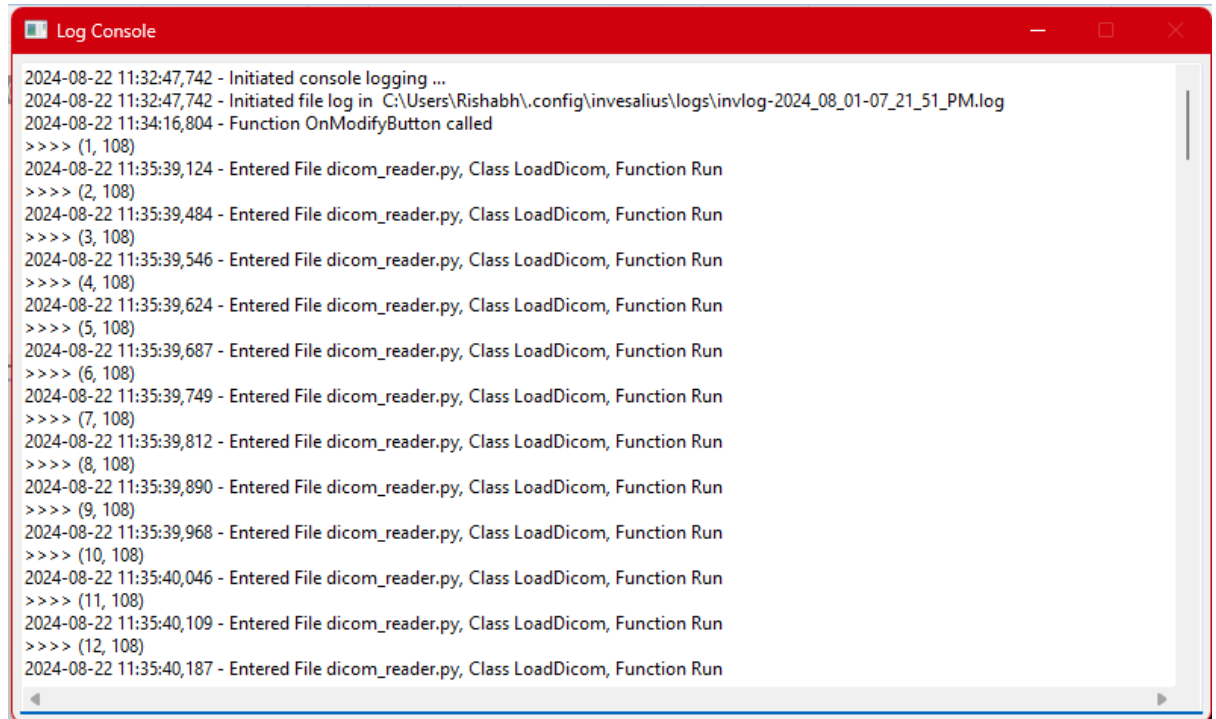 Log Console
2024-08-22 11:32:47,742 - Initiated console logging ...
2024-08-22 11:32:47,742 - Initiated file log in  C:\Users\Rishabh\.config\invesalius\logs\invlog-2024_08_01-07_21_51_PM.log
2024-08-22 11:34:16,804 - Function OnModifyButton called
>>>> (1, 108)
2024-08-22 11:35:39,124 - Entered File dicom_reader.py, Class LoadDicom, Function Run
>>>> (2, 108)
2024-08-22 11:35:39,484 - Entered File dicom_reader.py, Class LoadDicom, Function Run
>>>> (3, 108)
2024-08-22 11:35:39,546 - Entered File dicom_reader.py, Class LoadDicom, Function Run
>>>> (4, 108)
2024-08-22 11:35:39,624 - Entered File dicom_reader.py, Class LoadDicom, Function Run
>>>> (5, 108)
2024-08-22 11:35:39,687 - Entered File dicom_reader.py, Class LoadDicom, Function Run
>>>> (6, 108)
2024-08-22 11:35:39,749 - Entered File dicom_reader.py, Class LoadDicom, Function Run
>>>> (7, 108)
2024-08-22 11:35:39,812 - Entered File dicom_reader.py, Class LoadDicom, Function Run
>>>> (8, 108)
2024-08-22 11:35:39,890 - Entered File dicom_reader.py, Class LoadDicom, Function Run
>>>> (9, 108)
2024-08-22 11:35:39,968 - Entered File dicom_reader.py, Class LoadDicom, Function Run
>>>> (10, 108)
2024-08-22 11:35:40,046 - Entered File dicom_reader.py, Class LoadDicom, Function Run
>>>> (11, 108)
2024-08-22 11:35:40,109 - Entered File dicom_reader.py, Class LoadDicom, Function Run
>>>> (12, 108)
2024-08-22 11:35:40,187 - Entered File dicom_reader.py, Class LoadDicom, Function Run